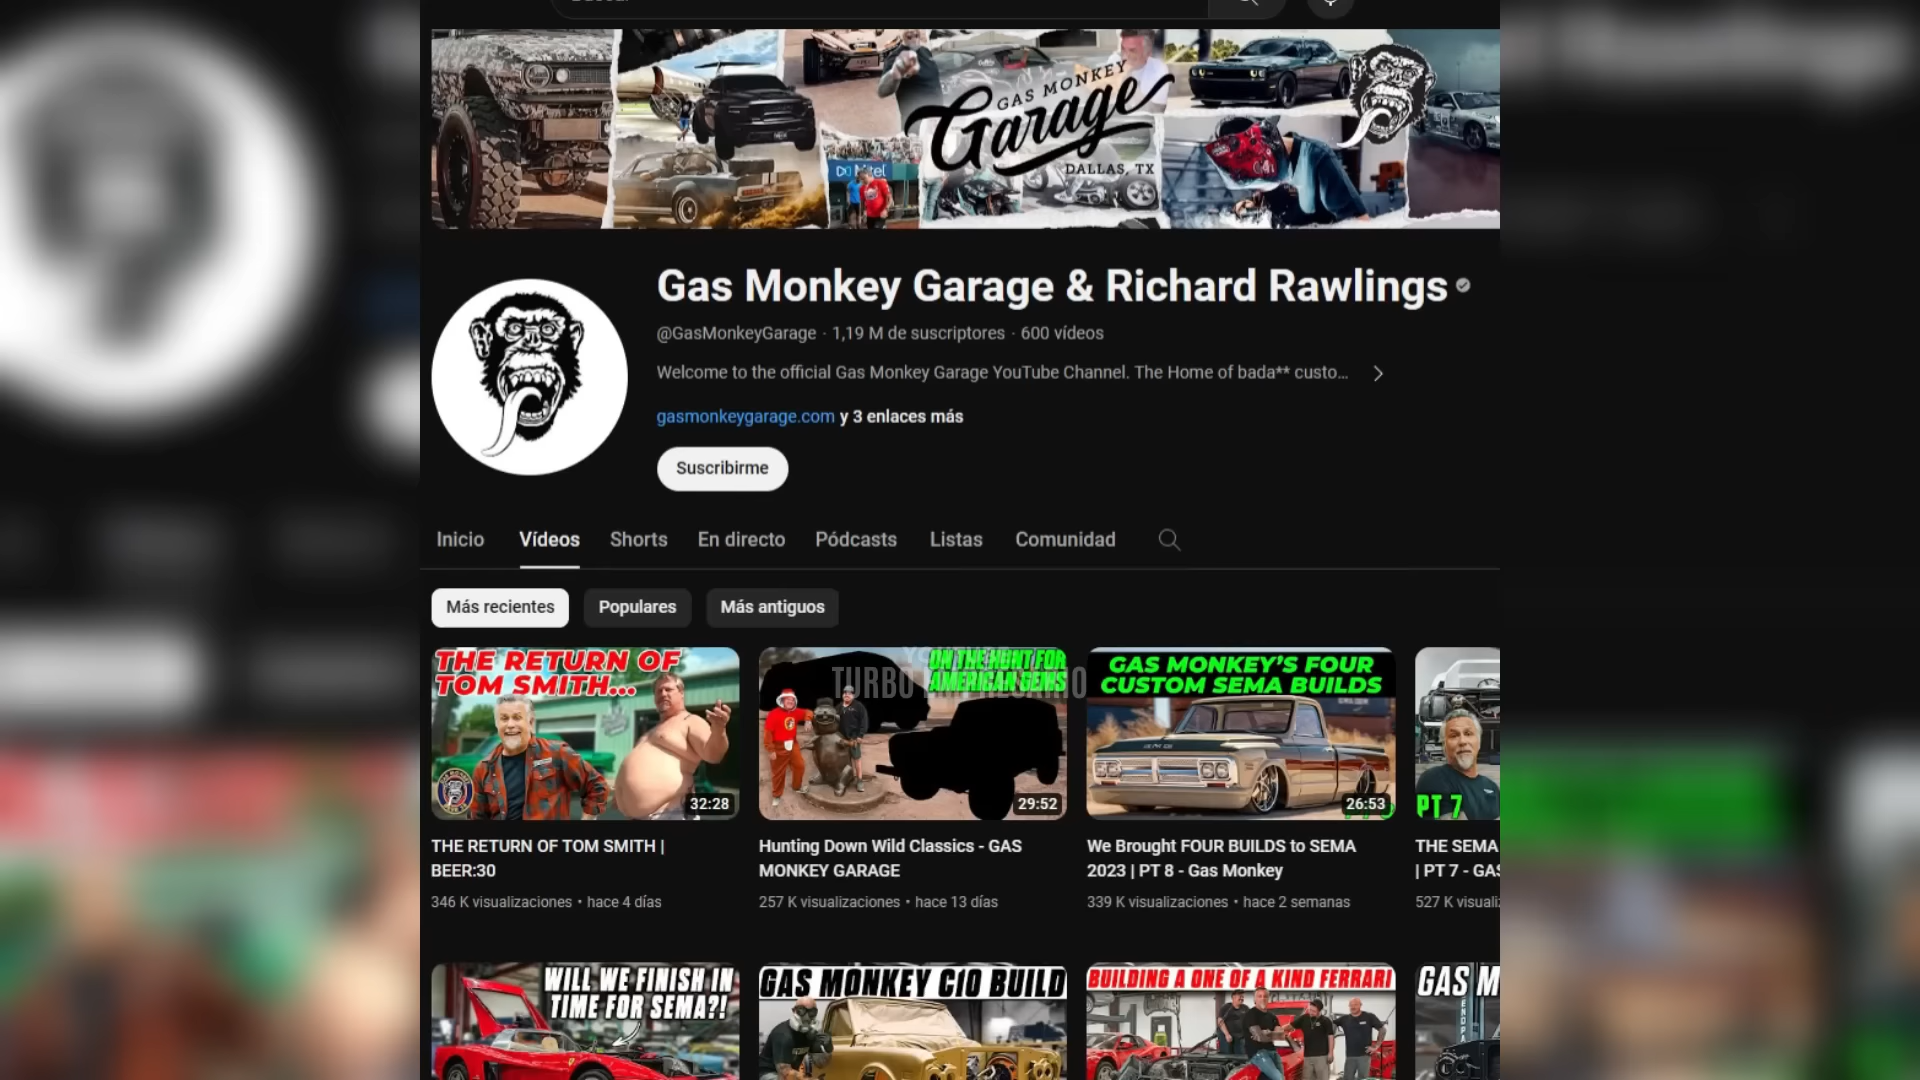 GAS MONKEY
Garage
DALLAS, TX
Mitel
Gas Monkey Garage & Richard Rawlings
@GasMonkeyGarage · 1,19 M de suscriptores · 600 vídeos
Welcome to the official Gas Monkey Garage YouTube Channel. The Home of bada** custo...
gasmonkeygarage.com y 3 enlaces más
Suscribirme
Inicio Vídeos Shorts En directo Pódcasts Listas Comunidad
Más recientes Populares Más antiguos
THE RETURN OF
TOM SMITH...
32:28
ON THE HUNT FOR
AMERICAN GEMS
29:52
GAS MONKEY'S FOUR
CUSTOM SEMA BUILDS
26:53
PT 7
TURBO
THE RETURN OF TOM SMITH |
BEER:30
346 K visualizaciones • hace 4 días
Hunting Down Wild Classics - GAS
MONKEY GARAGE
257 K visualizaciones • hace 13 días
We Brought FOUR BUILDS to SEMA
2023 | PT 8 - Gas Monkey
339 K visualizaciones • hace 2 semanas
THE SEMA
| PT 7 - GAS
527 K visuali
WILL WE FINISH IN
TIME FOR SEMA?!
GAS MONKEY C10 BUILD
BUILDING A ONE OF A KIND FERRARI
GAS M